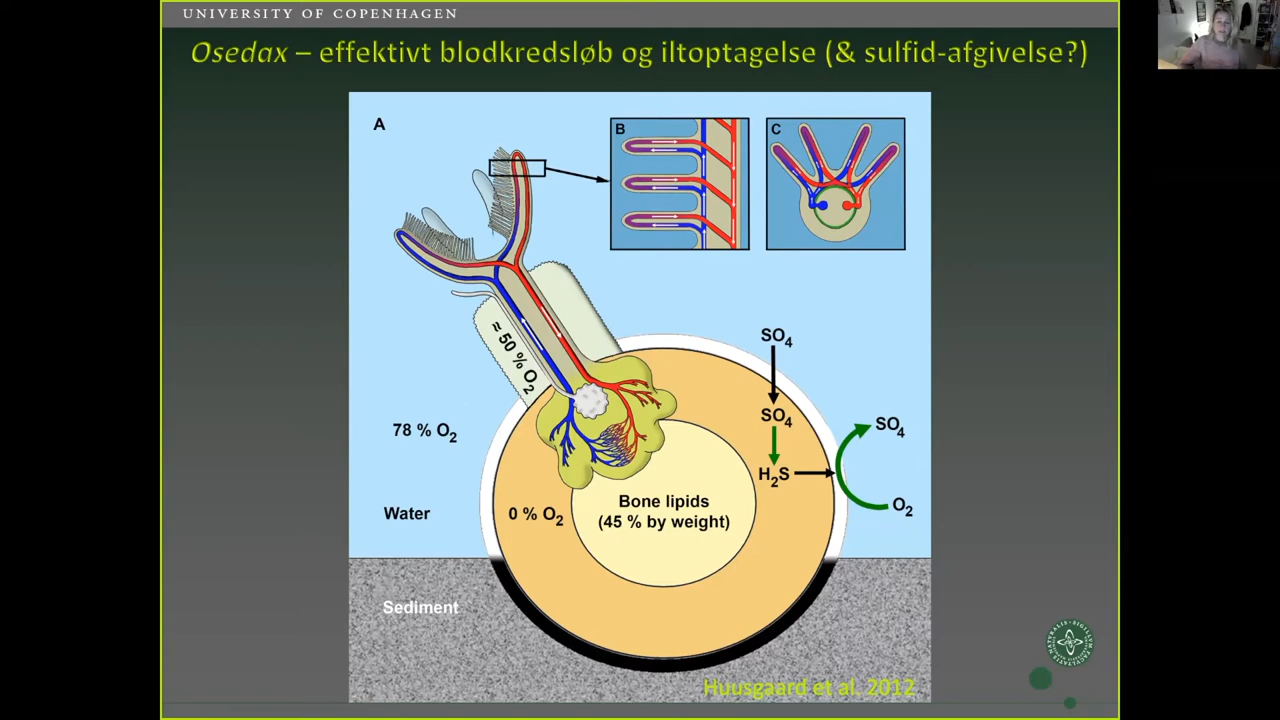 UNIVERSITY OF COPENHAGEN
Osedax – effektivt blodkredsløb og iltoptagelse (& sulfid-afgivelse?)
A
B
C
≈ 50 % O2
SO4
SO4
H2S
SO4
O2
78 % O2
Water
0 % O2
Bone lipids
(45 % by weight)
Sediment
Huusgaard et al. 2012